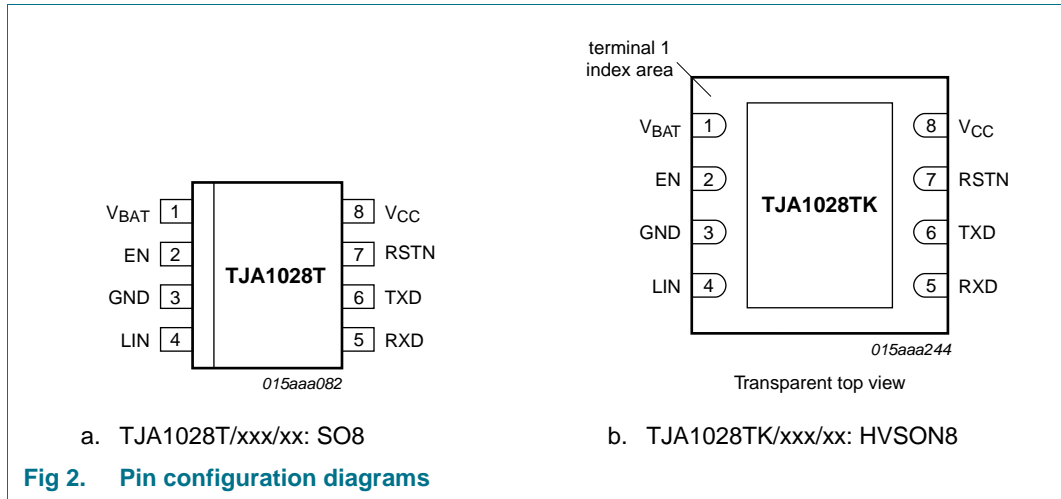 terminal 1
index area
VBAT 1 8 VCC
EN 2 7 RSTN
TJA1028T
GND 3 6 TXD
LIN 4 5 RXD
015aaa082
VBAT 1 8 VCC
EN 2 7 RSTN
TJA1028TK
GND 3 6 TXD
LIN 4 5 RXD
015aaa244
Transparent top view
a. TJA1028T/xxx/xx: SO8
b. TJA1028TK/xxx/xx: HVSON8
Fig 2. Pin configuration diagrams